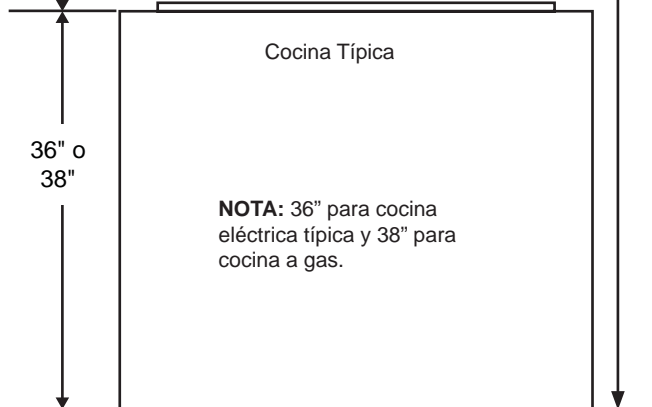 Cocina Típica
36" o
38"
NOTA: 36” para cocina
eléctrica típica y 38” para
cocina a gas.